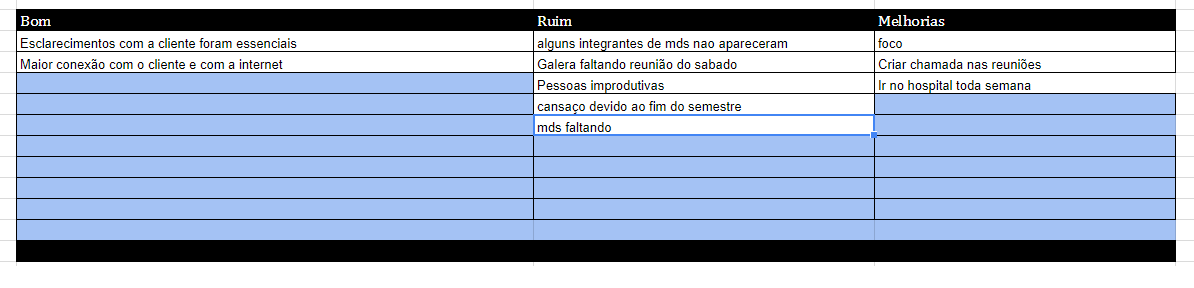 Bom Ruim Melhorias
Esclarecimentos com a cliente foram essenciais alguns integrantes de mds nao apareceram foco
Maior conexão com o cliente e com a internet Galera faltando reunião do sabado Criar chamada nas reuniões
Pessoas improdutivas Ir no hospital toda semana
cansaço devido ao fim do semestre
mds faltando